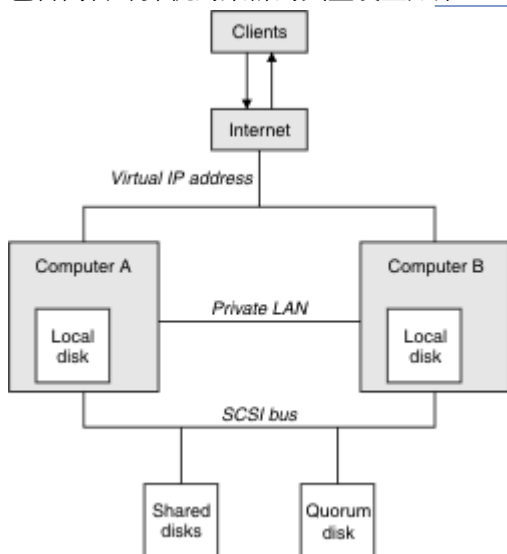 Clients
Internet
Virtual IP address
Computer A
Computer B
Private LAN
Local
disk
Local
disk
SCSI bus
Shared
disks
Quorum
disk